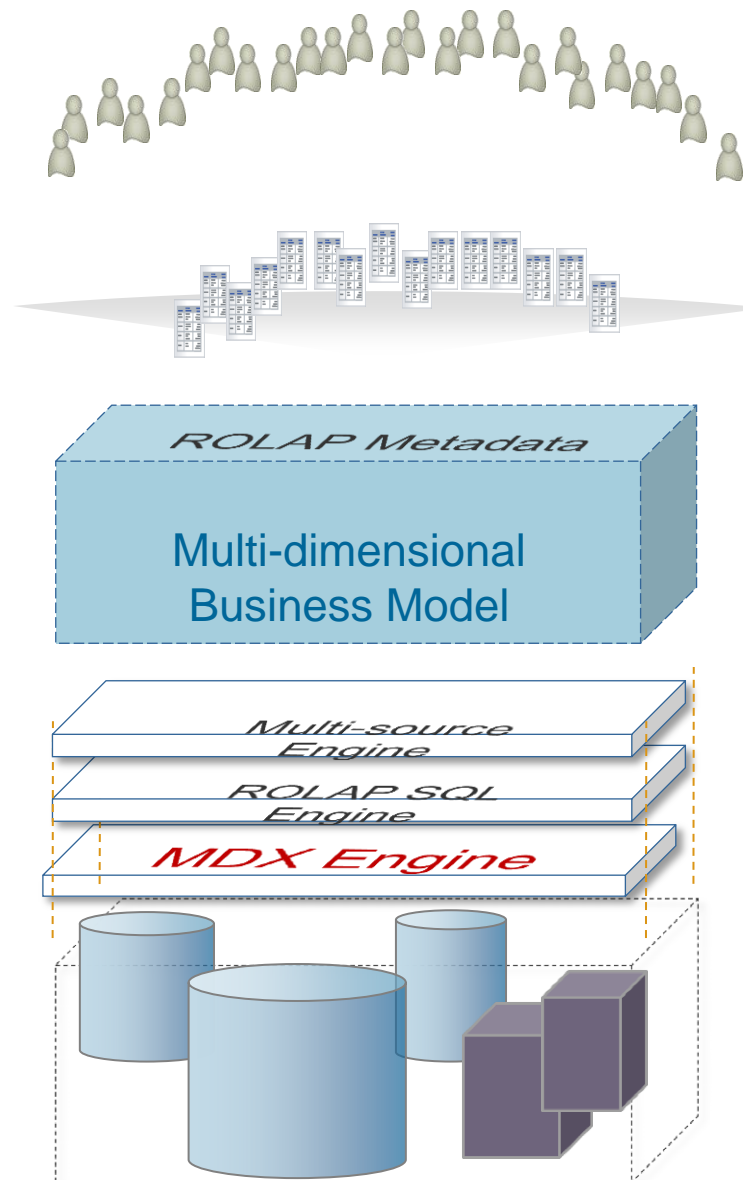 ROLAP Metadata
Multi-dimensional
Business Model
Multi-source
Engine
ROLAP SQL
Engine
MDX Engine